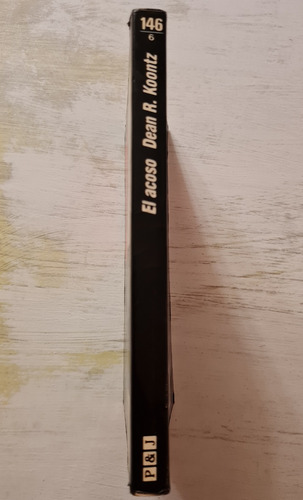 146
6
El acoso Dean R. Koontz
P & J